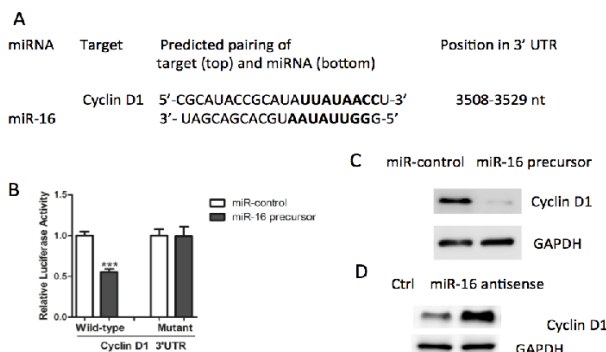 A
miRNA Target Predicted pairing of Position in 3' UTR
target (top) and miRNA (bottom)
Cyclin D1 5'-CGCAUACCGCAUAUUAUAACCU-3' 3508-3529 nt
miR-16 3'- UAGCAGCACGUAAUAUUGGG-5'
B
miR-control
miR-16 precursor
Relative Luciferase Activity
1.5
1.0
0.5
0.0
***
Wild-type Mutant
Cyclin D1 3'UTR
C
miR-control miR-16 precursor
Cyclin D1
GAPDH
D
Ctrl miR-16 antisense
Cyclin D1
GAPDH